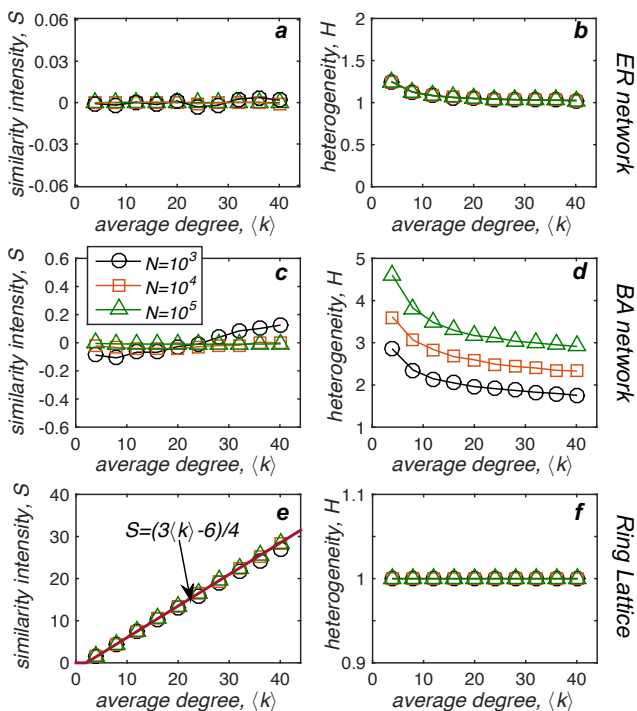 a
0.06
0.03
0
-0.03
-0.06
0 10 20 30 40
similarity intensity, S
average degree, ⟨k⟩
b
2
1.5
1
0.5
0
0 10 20 30 40
heterogeneity, H
average degree, ⟨k⟩
ER network
c
0.6
0.4
0.2
0
-0.2
-0.4
-0.6
0 10 20 30 40
similarity intensity, S
average degree, ⟨k⟩
N=10³
N=10⁴
N=10⁵
d
5
4
3
2
1
0 10 20 30 40
heterogeneity, H
average degree, ⟨k⟩
BA network
e
40
30
20
10
0
0 10 20 30 40
similarity intensity, S
average degree, ⟨k⟩
S=(3⟨k⟩ -6)/4
f
1.1
1
0.9
0 10 20 30 40
heterogeneity, H
average degree, ⟨k⟩
Ring Lattice